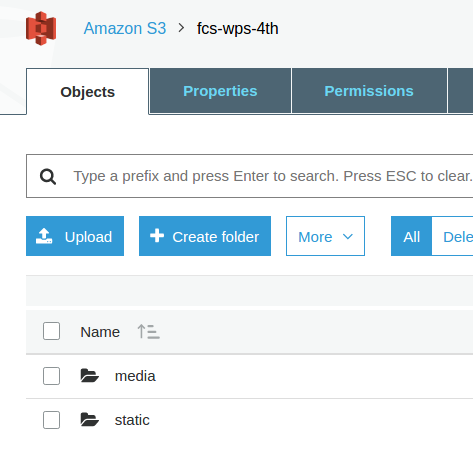 Amazon S3 > fcs-wps-4th
Objects Properties Permissions
Type a prefix and press Enter to search. Press ESC to clear.
Upload Create folder More All Dele
Name
media
static